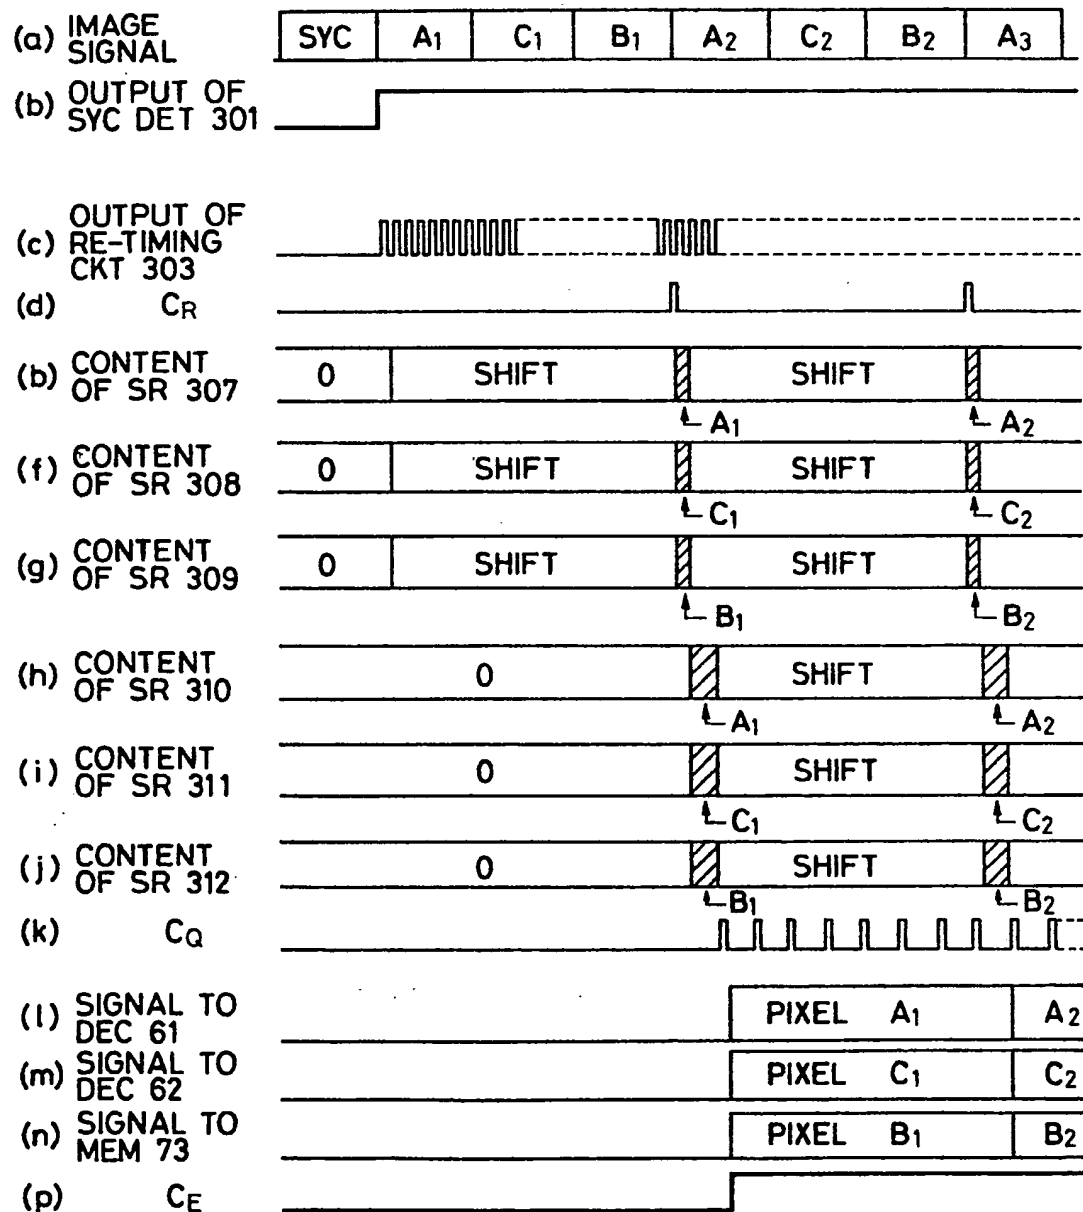 (a) IMAGE SIGNAL SYC A1 C1 B1 A2 C2 B2 A3
(b) OUTPUT OF SYC DET 301
(c) OUTPUT OF RE-TIMING CKT 303
(d) CR
(b) CONTENT OF SR 307 0 SHIFT SHIFT
A1 A2
(f) CONTENT OF SR 308 0 SHIFT SHIFT
C1 C2
(g) CONTENT OF SR 309 0 SHIFT SHIFT
B1 B2
(h) CONTENT OF SR 310 0 SHIFT
A1 A2
(i) CONTENT OF SR 311 0 SHIFT
C1 C2
(j) CONTENT OF SR 312 0 SHIFT
B1 B2
(k) CQ
(l) SIGNAL TO DEC 61 PIXEL A1 A2
(m) SIGNAL TO DEC 62 PIXEL C1 C2
(n) SIGNAL TO MEM 73 PIXEL B1 B2
(p) CE